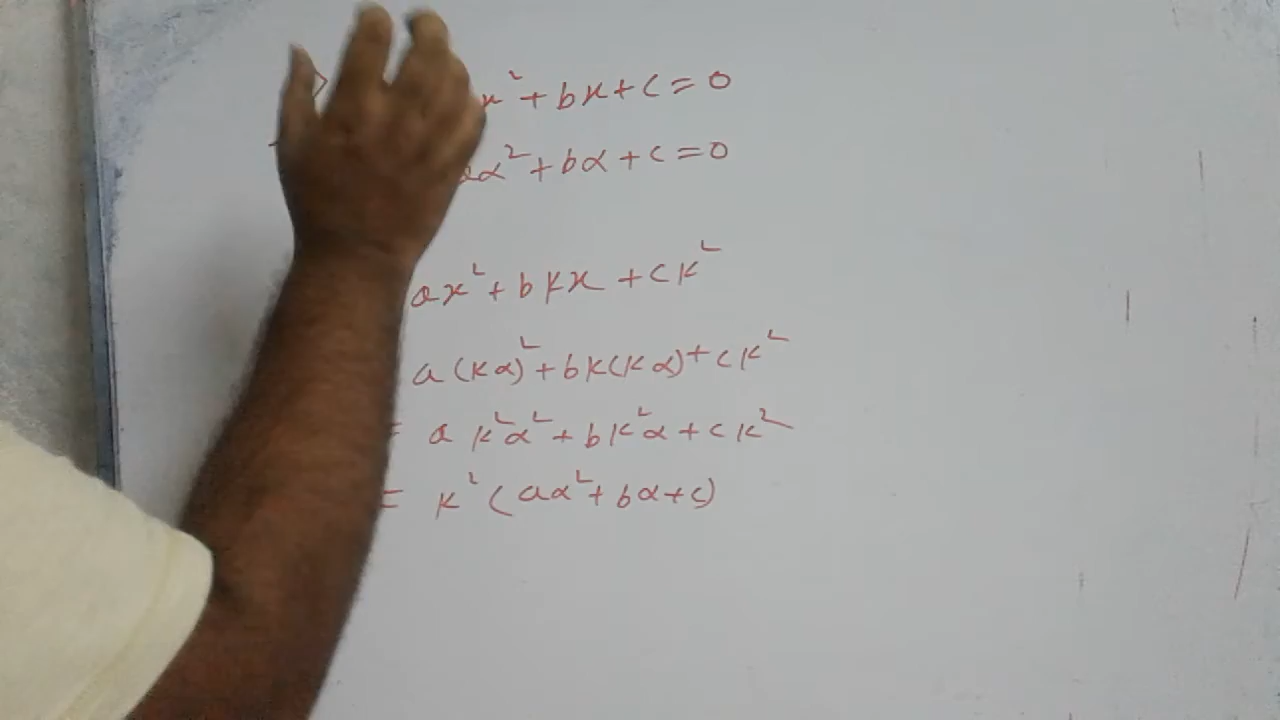 x² + bx + c = 0
aα² + bα + c = 0
ax² + bkx + ck²
a(kα)² + bk(kα) + ck²
= a k²α² + bk²α + ck²
= k² (aα² + bα + c)